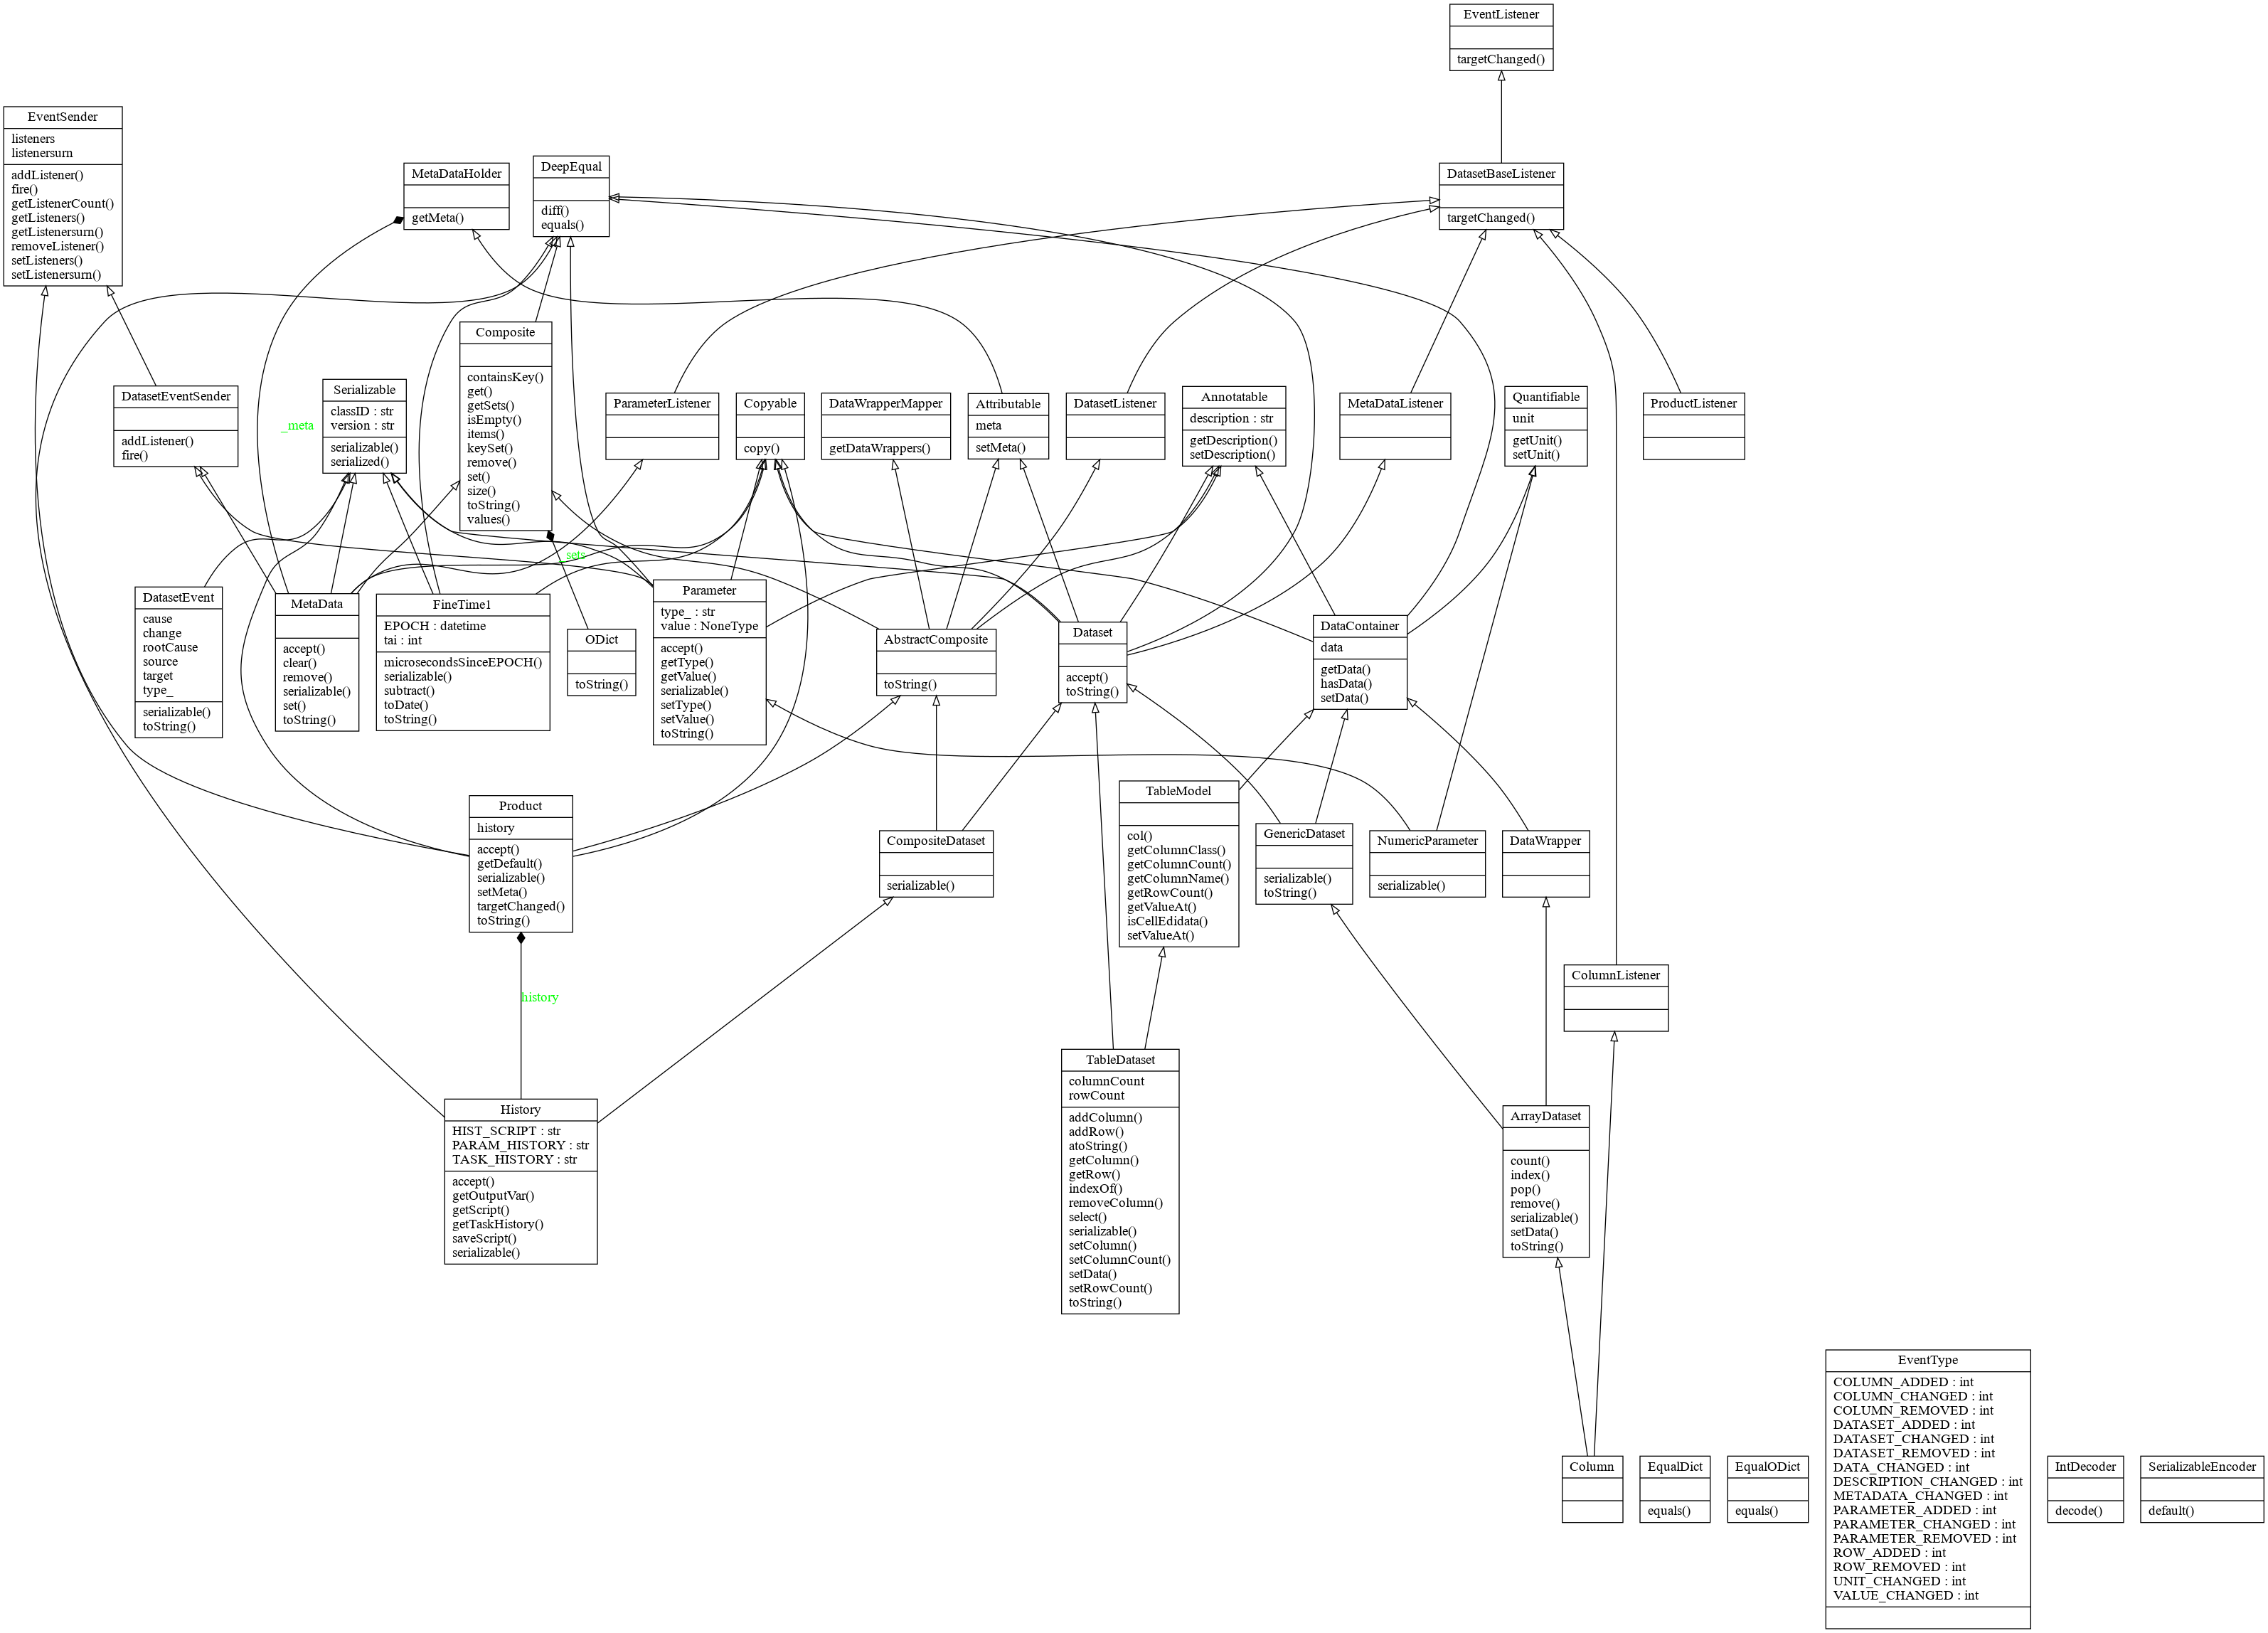 EventListener
targetChanged()
EventSender
listeners
listenersurn
addListener()
fire()
getListenerCount()
getListeners()
getListenersurn()
removeListener()
setListeners()
setListenersurn()
MetaDataHolder
getMeta()
DeepEqual
diff()
equals()
DatasetBaseListener
targetChanged()
DatasetEventSender
addListener()
fire()
_meta
Serializable
classID : str
version : str
serializable()
serialized()
Composite
containsKey()
get()
getSets()
isEmpty()
items()
keySet()
remove()
set()
size()
toString()
values()
sets
ParameterListener
Copyable
copy()
DataWrapperMapper
getDataWrappers()
Attributable
meta
setMeta()
DatasetListener
Annotatable
description : str
getDescription()
setDescription()
MetaDataListener
Quantifiable
unit
getUnit()
setUnit()
ProductListener
DatasetEvent
cause
change
rootCause
source
target
type_
serializable()
toString()
MetaData
accept()
clear()
remove()
serializable()
set()
toString()
FineTime1
EPOCH : datetime
tai : int
microsecondsSinceEPOCH()
serializable()
subtract()
toDate()
toString()
ODict
toString()
Parameter
type_ : str
value : NoneType
accept()
getType()
getValue()
serializable()
setType()
setValue()
toString()
AbstractComposite
toString()
Dataset
accept()
toString()
DataContainer
data
getData()
hasData()
setData()
Product
history
accept()
getDefault()
serializable()
setMeta()
targetChanged()
toString()
history
CompositeDataset
serializable()
TableModel
col()
getColumnClass()
getColumnCount()
getColumnName()
getRowCount()
getValueAt()
isCellEdidata()
setValueAt()
GenericDataset
serializable()
toString()
NumericParameter
serializable()
DataWrapper
ColumnListener
History
HIST_SCRIPT : str
PARAM_HISTORY : str
TASK_HISTORY : str
accept()
getOutputVar()
getScript()
getTaskHistory()
saveScript()
serializable()
TableDataset
columnCount
rowCount
addColumn()
addRow()
atoString()
getColumn()
getRow()
indexOf()
removeColumn()
select()
serializable()
setColumn()
setColumnCount()
setData()
setRowCount()
toString()
ArrayDataset
count()
index()
pop()
remove()
serializable()
setData()
toString()
Column
EqualDict
equals()
EqualODict
equals()
EventType
COLUMN_ADDED : int
COLUMN_CHANGED : int
COLUMN_REMOVED : int
DATASET_ADDED : int
DATASET_CHANGED : int
DATASET_REMOVED : int
DATA_CHANGED : int
DESCRIPTION_CHANGED : int
METADATA_CHANGED : int
PARAMETER_ADDED : int
PARAMETER_CHANGED : int
PARAMETER_REMOVED : int
ROW_ADDED : int
ROW_REMOVED : int
UNIT_CHANGED : int
VALUE_CHANGED : int
IntDecoder
decode()
SerializableEncoder
default()